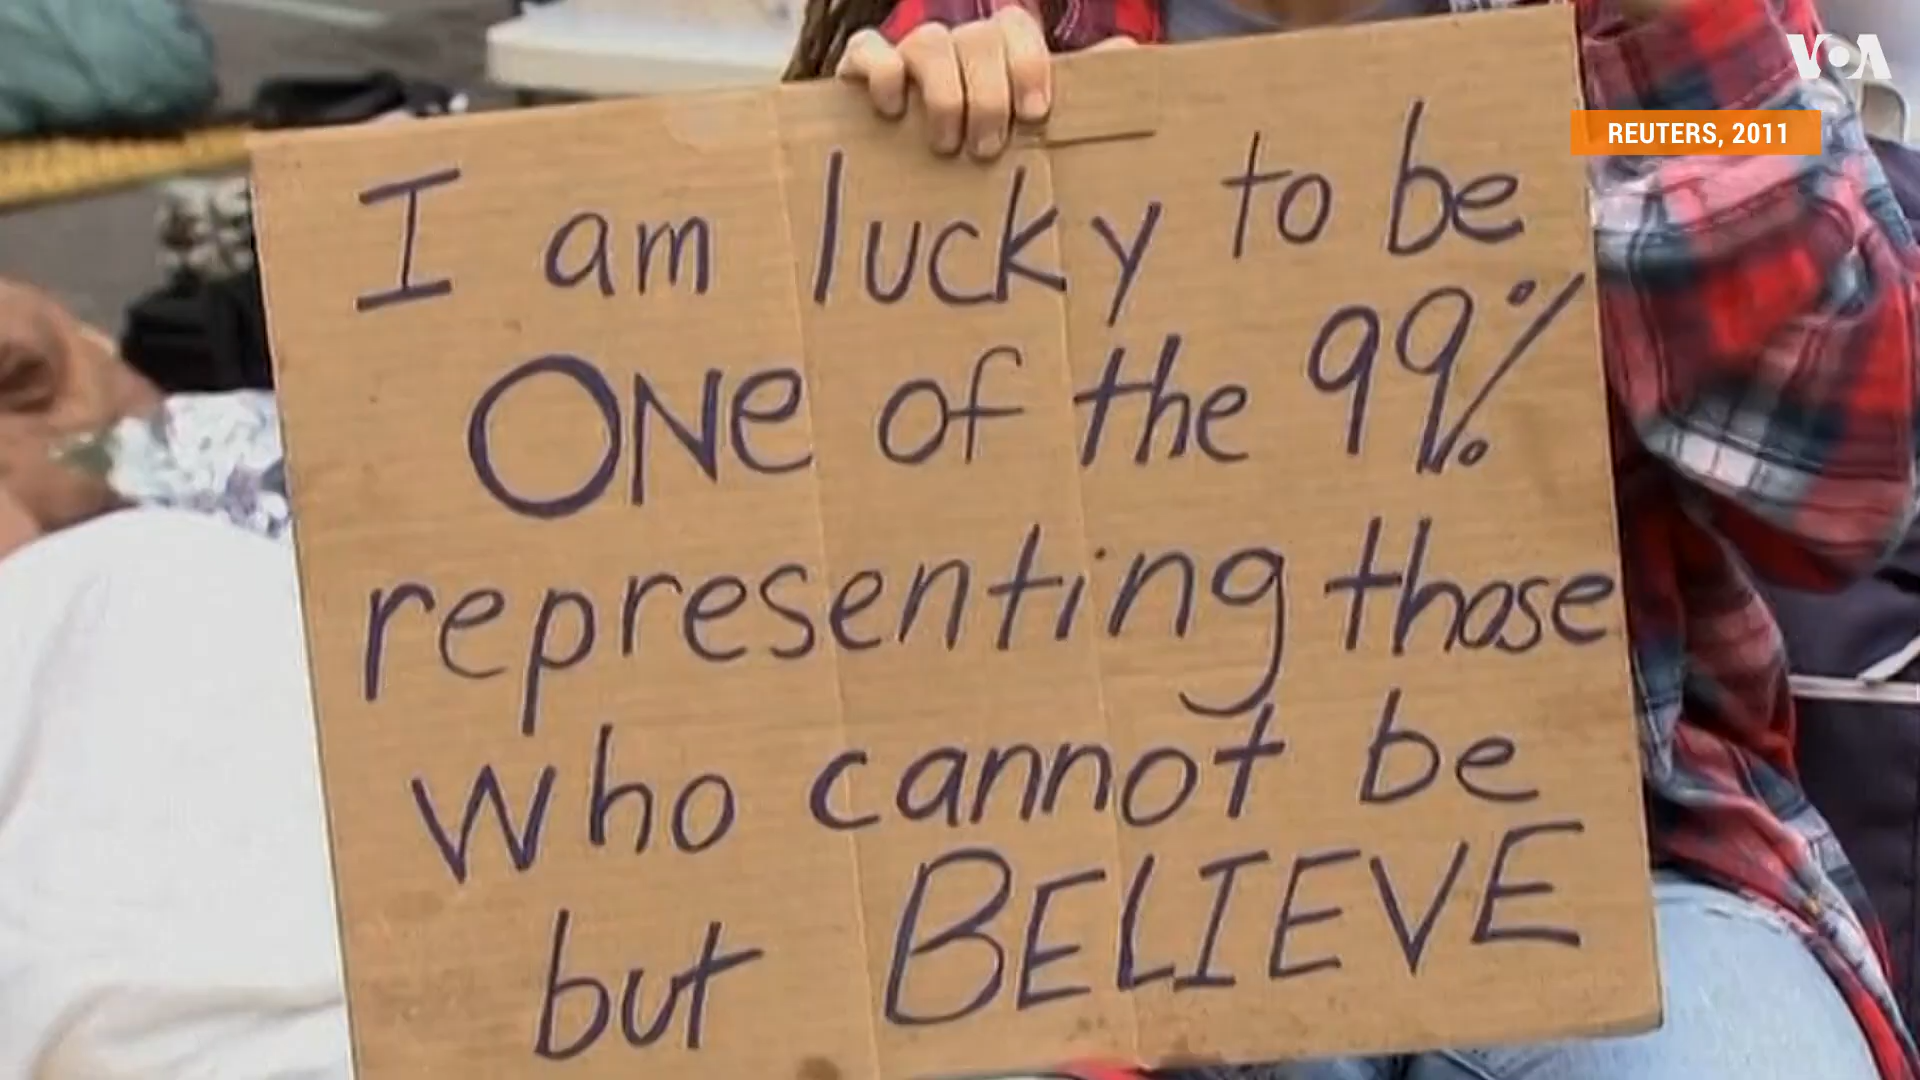 VOA
REUTERS, 2011
I am lucky to be
ONe of the 99%
representing those
who cannot be
but BELIEVE